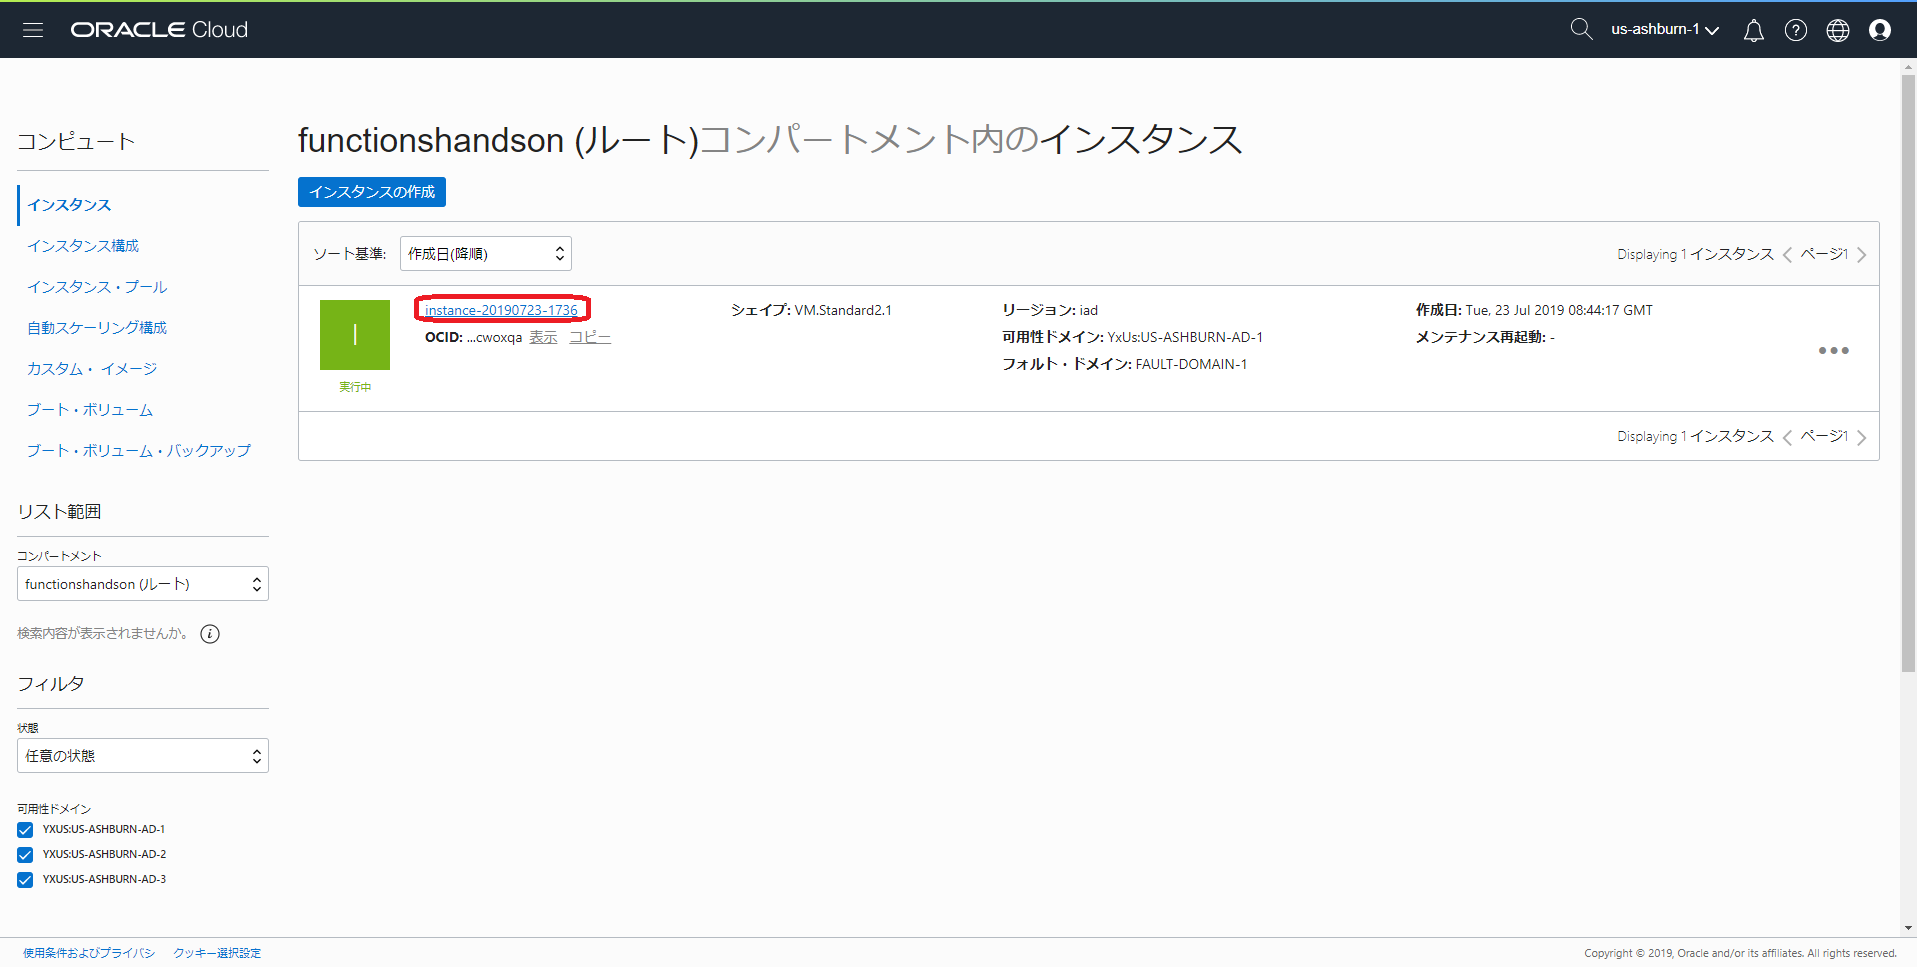 ORACLE Cloud
us-ashburn-1
コンピュート
インスタンス
インスタンス構成
インスタンス・プール
自動スケーリング構成
カスタム・ イメージ
ブート・ボリューム
ブート・ボリューム・バックアップ
リスト範囲
コンパートメント
functionshandson (ルート)
検索内容が表示されませんか。
フィルタ
状態
任意の状態
可用性ドメイン
YXUS:US-ASHBURN-AD-1
YXUS:US-ASHBURN-AD-2
YXUS:US-ASHBURN-AD-3
functionshandson (ルート)コンパートメント内のインスタンス
インスタンスの作成
ソート基準: 作成日(降順)
Displaying 1 インスタンス ページ1
I
実行中
instance-20190723-1736
OCID: ...cwoxqa 表示 コピー
シェイプ: VM.Standard2.1
リージョン: iad
可用性ドメイン: YxUs:US-ASHBURN-AD-1
フォルト・ドメイン: FAULT-DOMAIN-1
作成日: Tue, 23 Jul 2019 08:44:17 GMT
メンテナンス再起動: -
Displaying 1 インスタンス ページ1
使用条件およびプライバシ クッキー選択設定
Copyright © 2019, Oracle and/or its affiliates. All rights reserved.